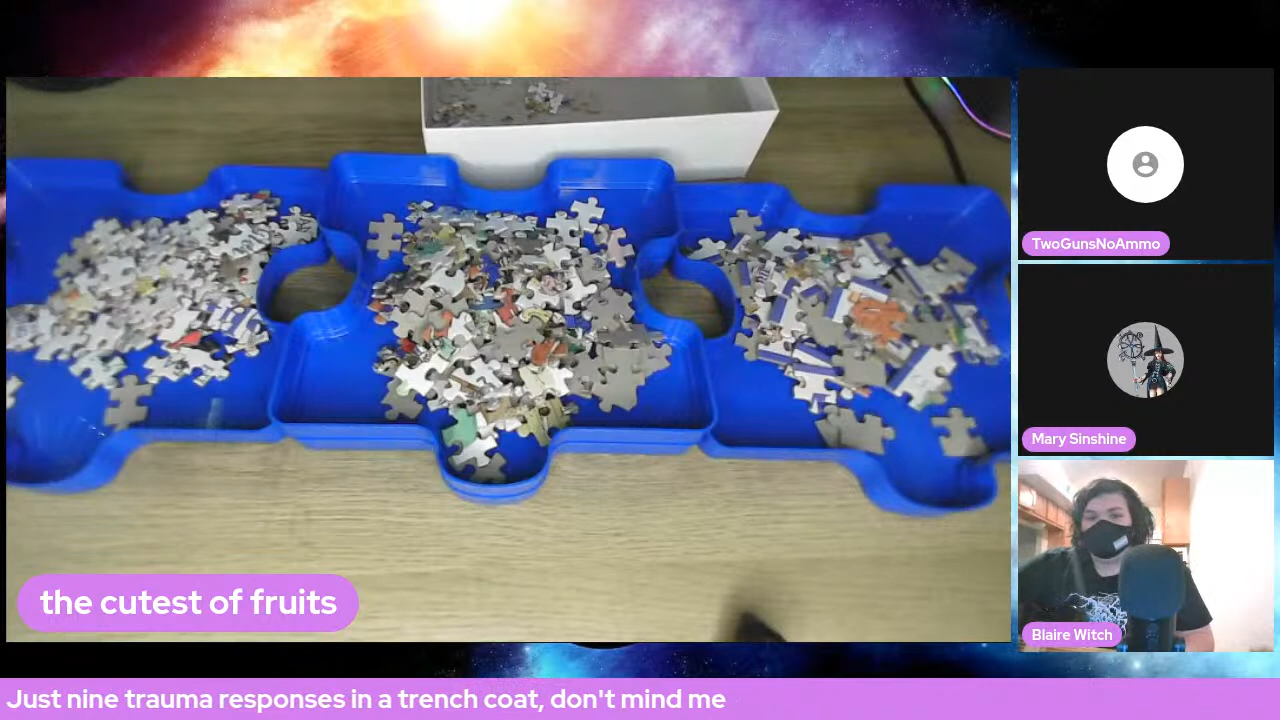 TwoGunsNoAmmo
Mary Sinshine
the cutest of fruits
Blaire Witch
Just nine trauma responses in a trench coat, don't mind me